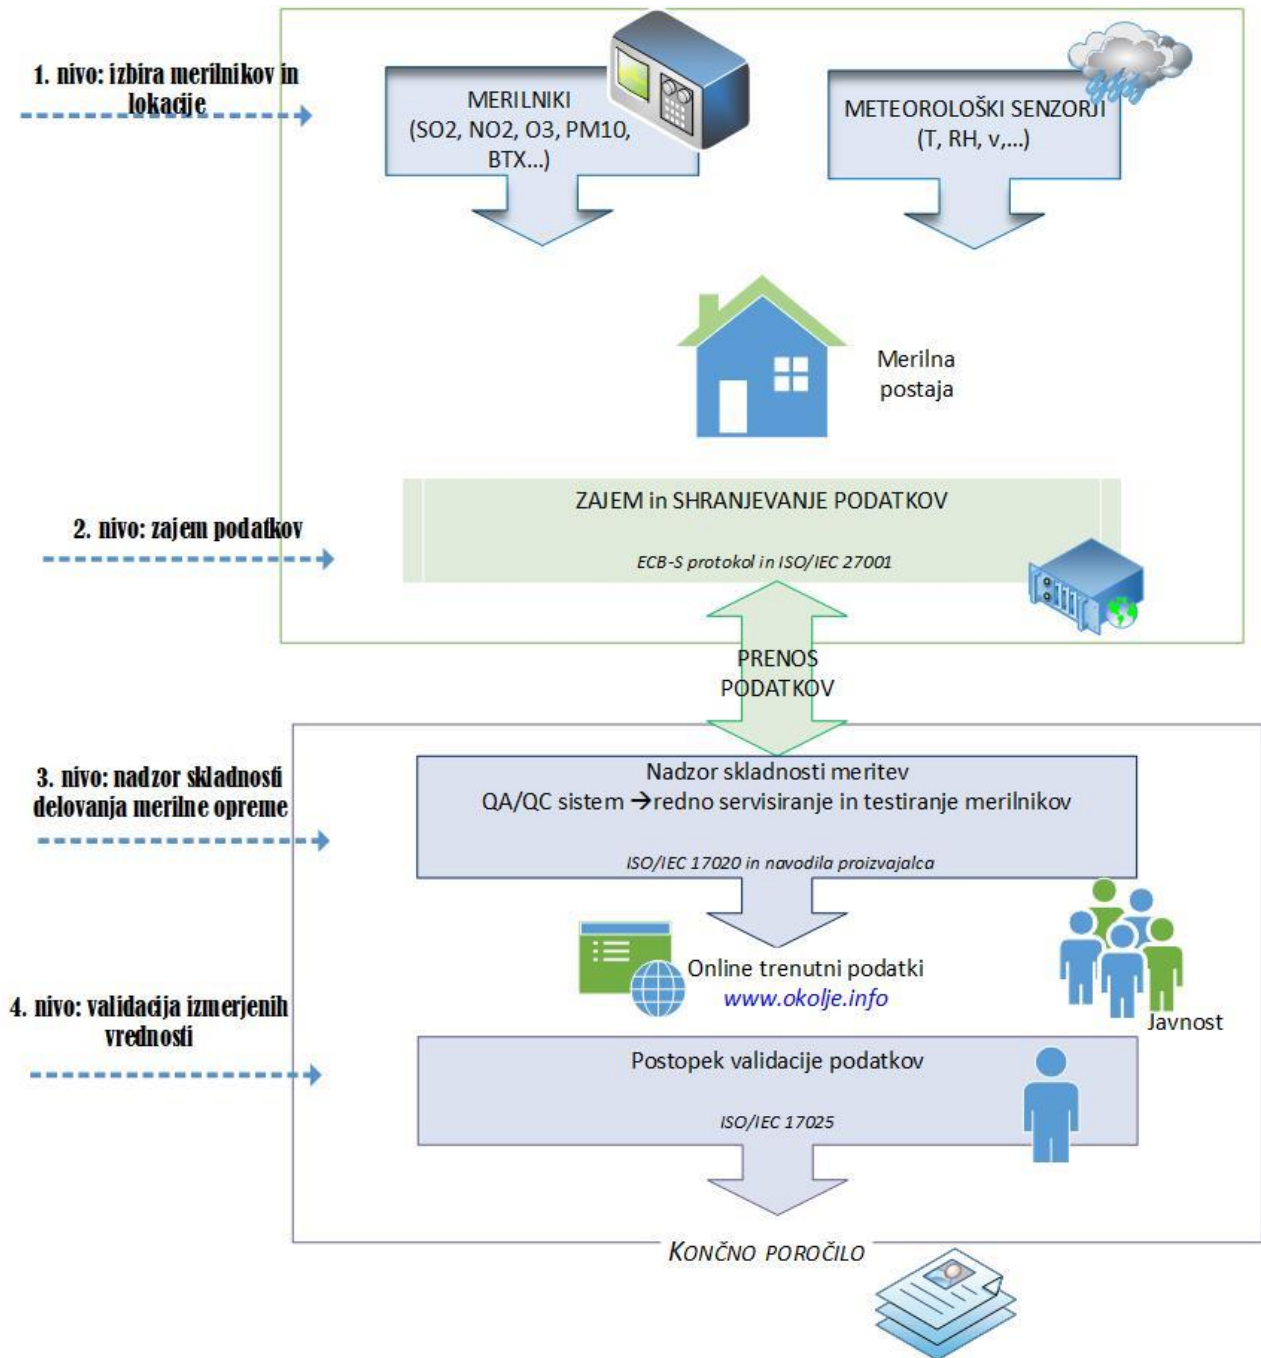 1. nivo: izbira merilnikov in
lokacije
MERILNIKI
(SO2, NO2, O3, PM10,
BTX...)
METEOROLOŠKI SENZORJI
(T, RH, v,...)
Merilna
postaja
2. nivo: zajem podatkov
ZAJEM in SHRANJEVANJE PODATKOV
ECB-S protokol in ISO/IEC 27001
PRENOS
PODATKOV
3. nivo: nadzor skladnosti
delovanja merilne opreme
Nadzor skladnosti meritev
QA/QC sistem →redno servisiranje in testiranje merilnikov
ISO/IEC 17020 in navodila proizvajalca
Online trenutni podatki
www.okolje.info
Javnost
4. nivo: validacija izmerjenih
vrednosti
Postopek validacije podatkov
ISO/IEC 17025
KONČNO POROČILO